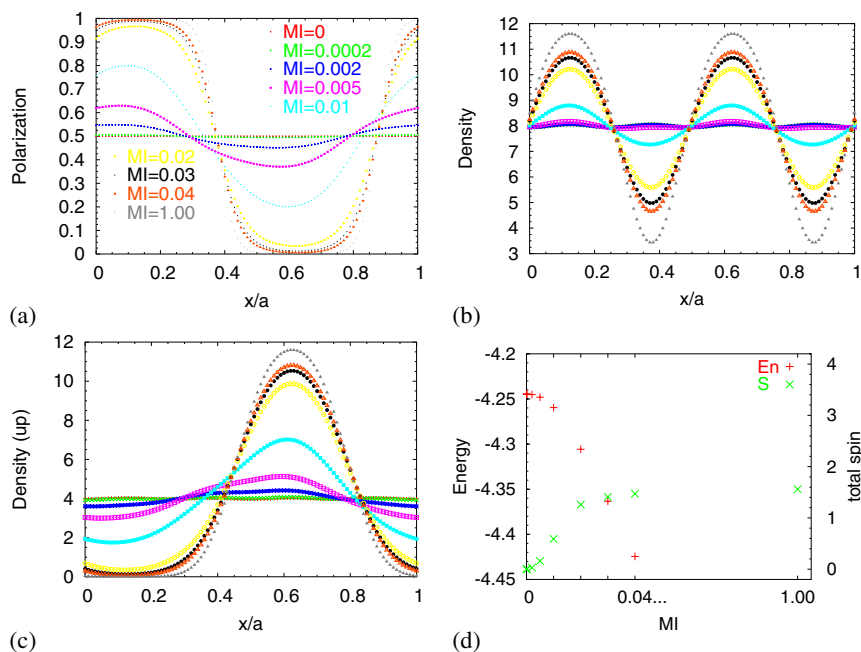 1
0.9
0.8
0.7
0.6
0.5
0.4
0.3
0.2
0.1
0
Polarization
MI=0
MI=0.0002
MI=0.002
MI=0.005
MI=0.01
MI=0.02
MI=0.03
MI=0.04
MI=1.00
0 0.2 0.4 0.6 0.8 1
x/a
(a)
12
11
10
9
8
7
6
5
4
3
Density
0 0.2 0.4 0.6 0.8 1
x/a
(b)
12
10
8
6
4
2
0
Density (up)
0 0.2 0.4 0.6 0.8 1
x/a
(c)
-4.2
-4.25
-4.3
-4.35
-4.4
-4.45
Energy
En
S
4
3
2
1
0
total spin
0 0.04... 1.00
MI
(d)